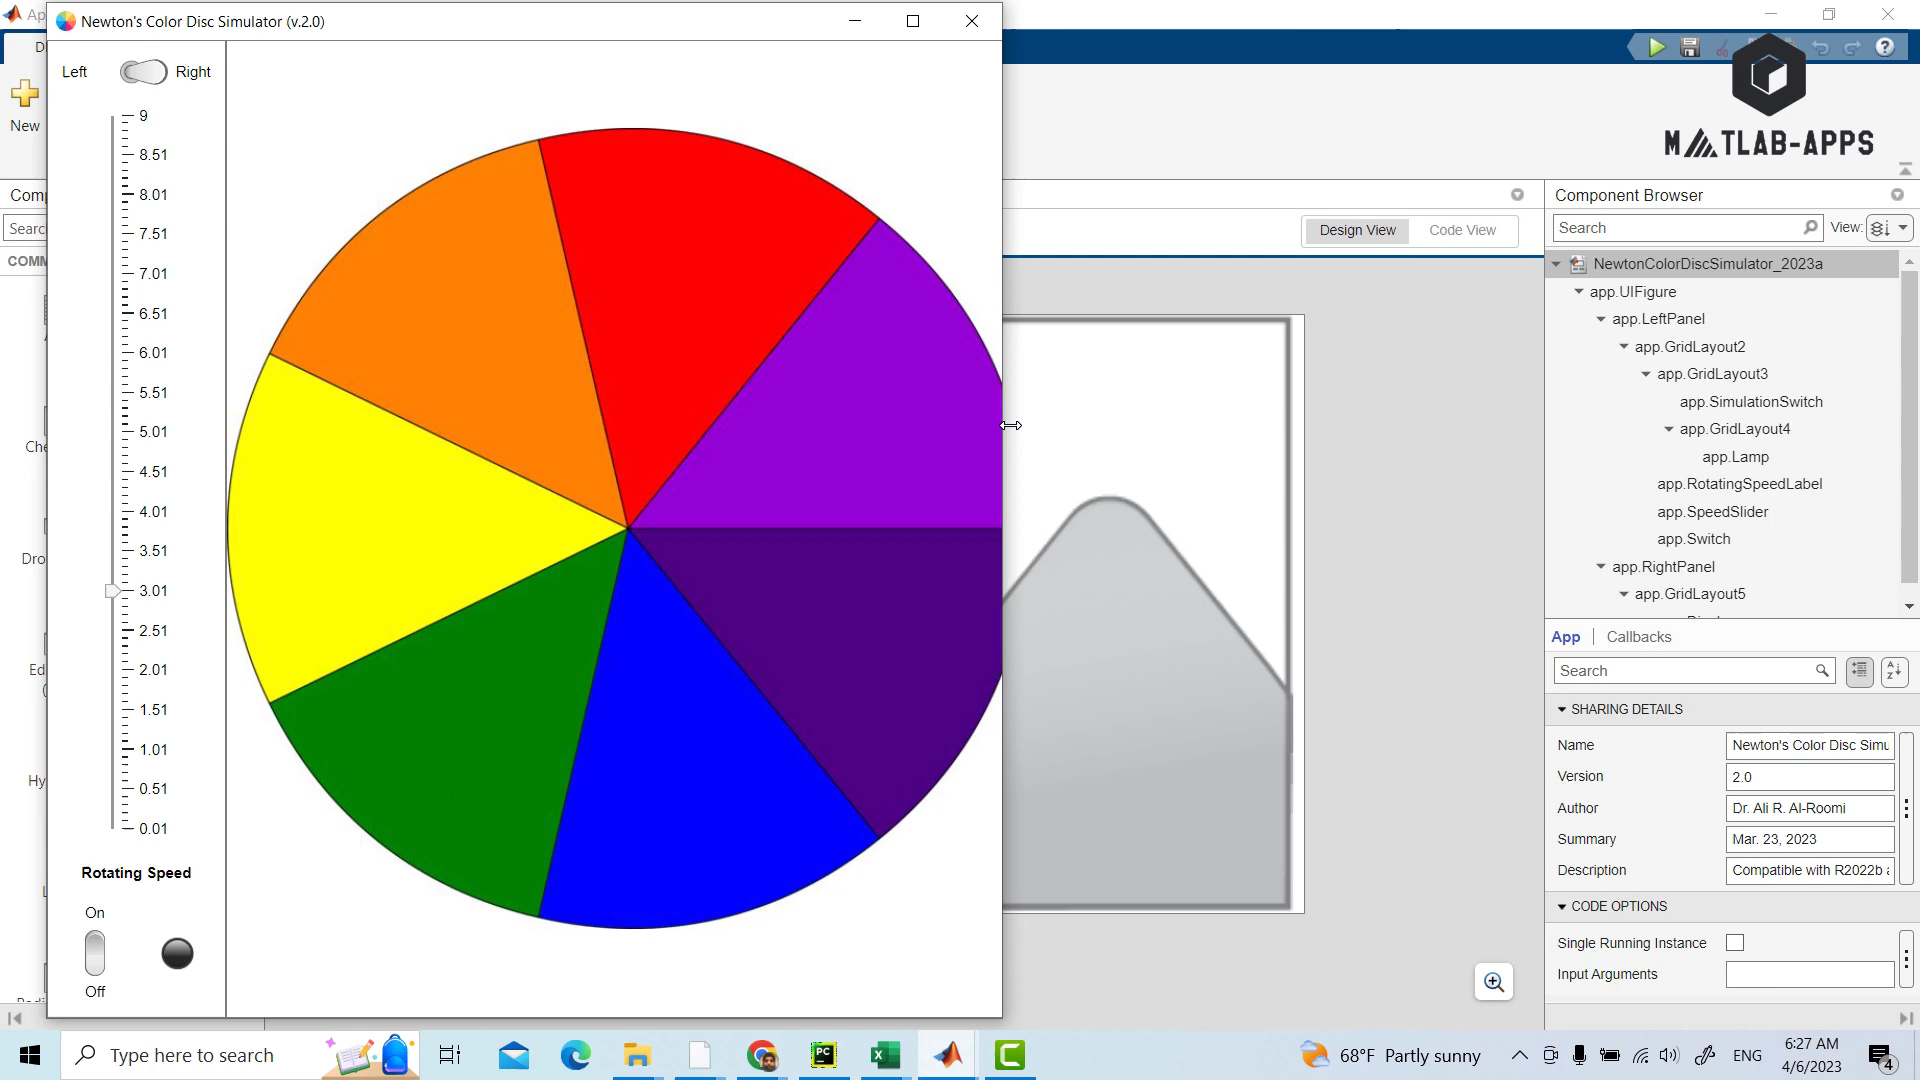 Newton's Color Disc Simulator (v.2.0)
Left Right
New
9
8.51
8.01
7.51
7.01
6.51
6.01
5.51
5.01
4.51
4.01
3.51
3.01
2.51
2.01
1.51
1.01
0.51
0.01
Rotating Speed
On
Off
MATLAB-APPS
Design View
Code View
Component Browser
Search
View:
NewtonColorDiscSimulator_2023a
app.UIFigure
app.LeftPanel
app.GridLayout2
app.GridLayout3
app.SimulationSwitch
app.GridLayout4
app.Lamp
app.RotatingSpeedLabel
app.SpeedSlider
app.Switch
app.RightPanel
app.GridLayout5
App Callbacks
Search
SHARING DETAILS
Name Newton's Color Disc Simu
Version 2.0
Author Dr. Ali R. Al-Roomi
Summary Mar. 23, 2023
Description Compatible with R2022b
CODE OPTIONS
Single Running Instance
Input Arguments
Type here to search
PC
68°F Partly sunny
ENG
6:27 AM
4/6/2023
4